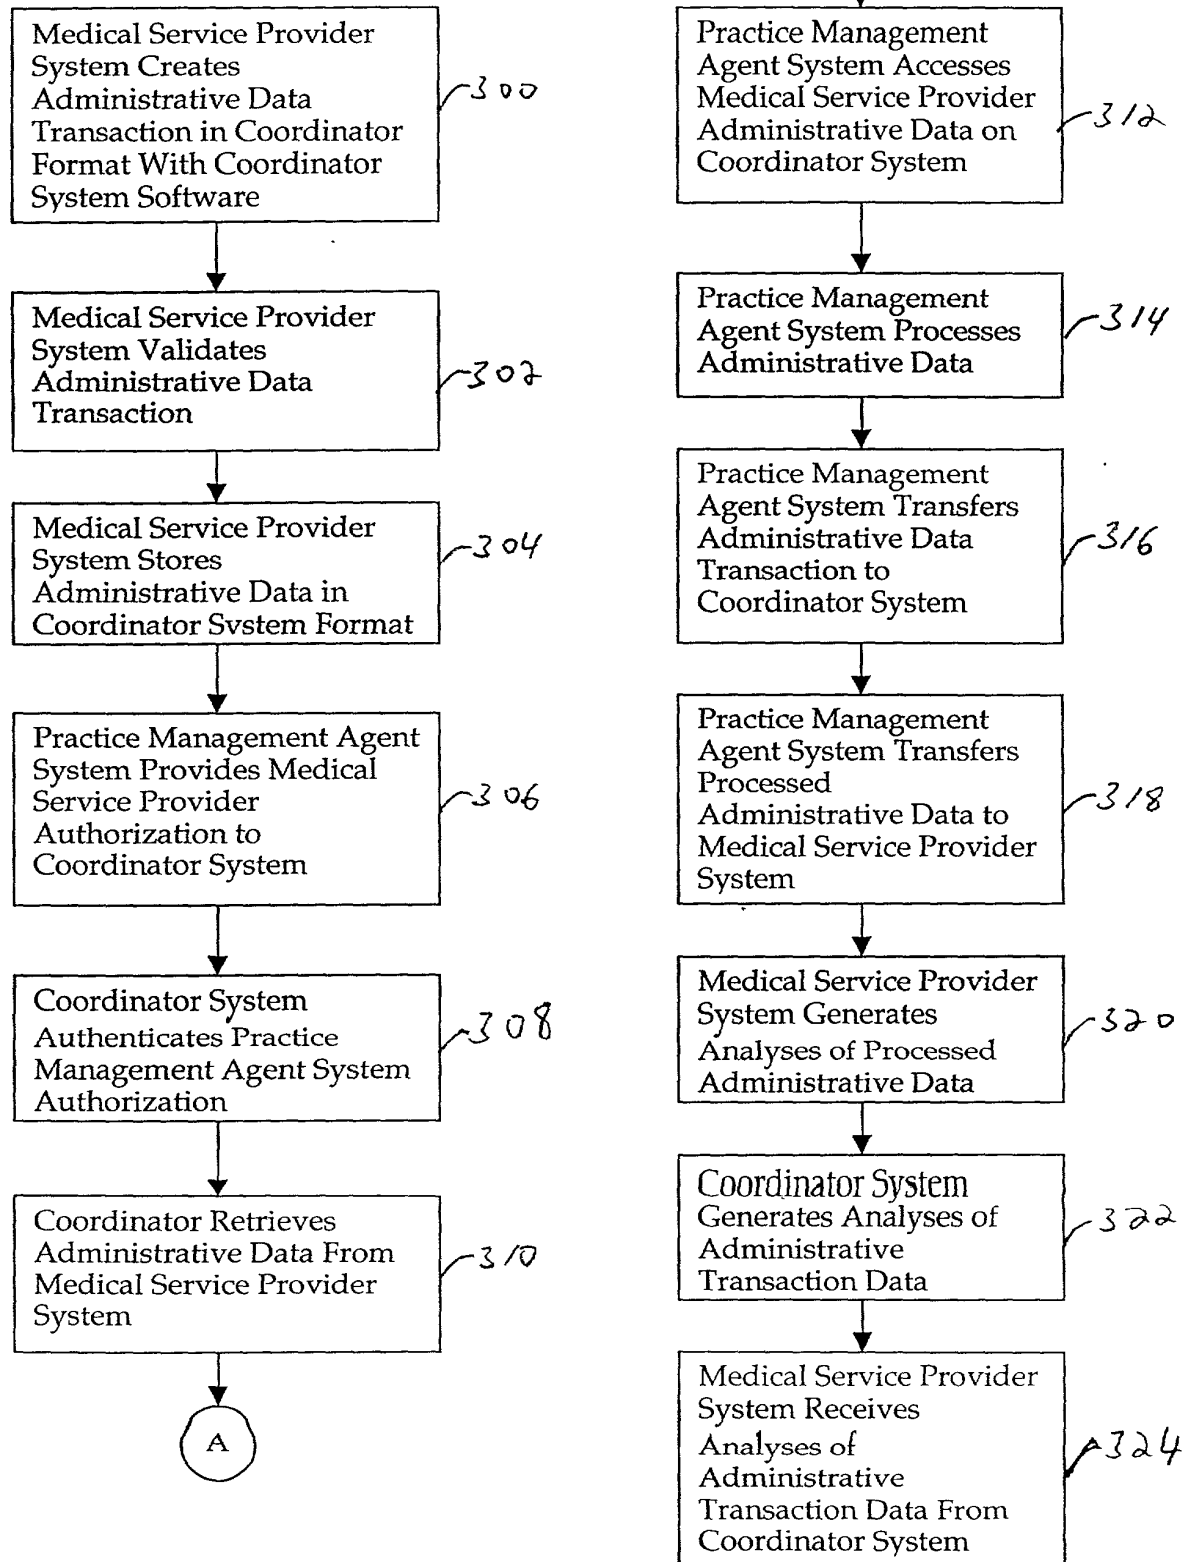 Medical Service Provider
System Creates
Administrative Data
Transaction in Coordinator
Format With Coordinator
System Software
300
Medical Service Provider
System Validates
Administrative Data
Transaction
302
Medical Service Provider
System Stores
Administrative Data in
Coordinator System Format
304
Practice Management Agent
System Provides Medical
Service Provider
Authorization to
Coordinator System
306
Coordinator System
Authenticates Practice
Management Agent System
Authorization
308
Coordinator Retrieves
Administrative Data From
Medical Service Provider
System
310
A
Practice Management
Agent System Accesses
Medical Service Provider
Administrative Data on
Coordinator System
312
Practice Management
Agent System Processes
Administrative Data
314
Practice Management
Agent System Transfers
Administrative Data
Transaction to
Coordinator System
316
Practice Management
Agent System Transfers
Processed
Administrative Data to
Medical Service Provider
System
318
Medical Service Provider
System Generates
Analyses of Processed
Administrative Data
320
Coordinator System
Generates Analyses of
Administrative
Transaction Data
322
Medical Service Provider
System Receives
Analyses of
Administrative
Transaction Data From
Coordinator System
324